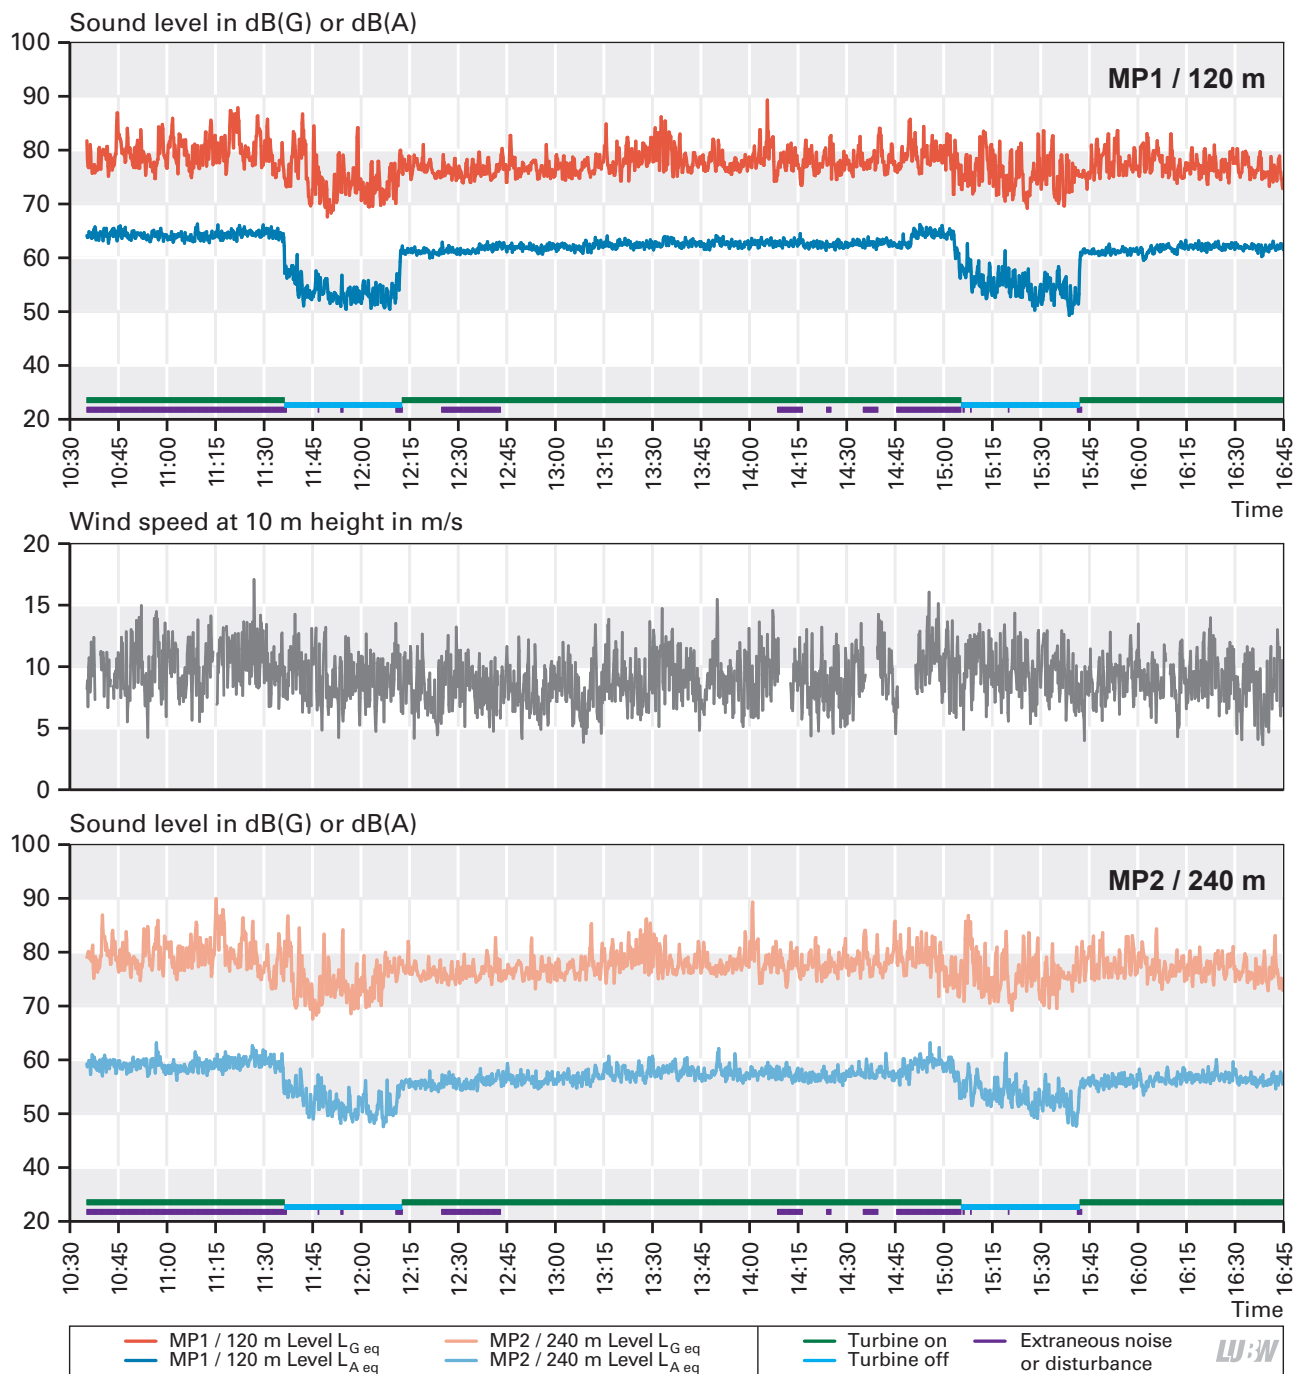 Sound level in dB(G) or dB(A)
100
90
80
70
60
50
40
20
MP1 / 120 m
10:30 10:45 11:00 11:15 11:30 11:45 12:00 12:15 12:30 12:45 13:00 13:15 13:30 13:45 14:00 14:15 14:30 14:45 15:00 15:15 15:30 15:45 16:00 16:15 16:30 16:45
Time
Wind speed at 10 m height in m/s
20
15
10
5
0
Sound level in dB(G) or dB(A)
100
90
80
70
60
50
40
20
MP2 / 240 m
10:30 10:45 11:00 11:15 11:30 11:45 12:00 12:15 12:30 12:45 13:00 13:15 13:30 13:45 14:00 14:15 14:30 14:45 15:00 15:15 15:30 15:45 16:00 16:15 16:30 16:45
Time
MP1 / 120 m Level L G eq
MP1 / 120 m Level L A eq
MP2 / 240 m Level L G eq
MP2 / 240 m Level L A eq
Turbine on
Turbine off
Extraneous noise
or disturbance
LUBW